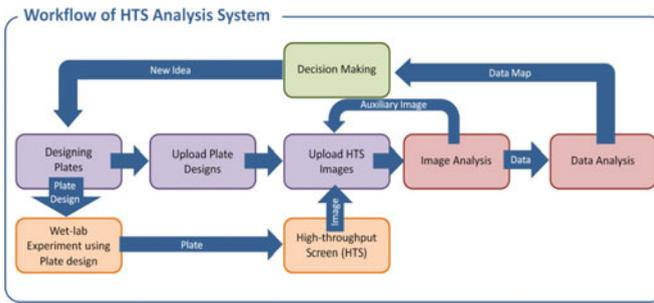 Workflow of HTS Analysis System
Decision Making
New Idea
Data Map
Auxiliary Image
Designing
Plates
Upload Plate
Designs
Upload HTS
Images
Image Analysis
Data
Data Analysis
Plate
Design
Image
Wet-lab
Experiment using
Plate design
Plate
High-throughput
Screen (HTS)